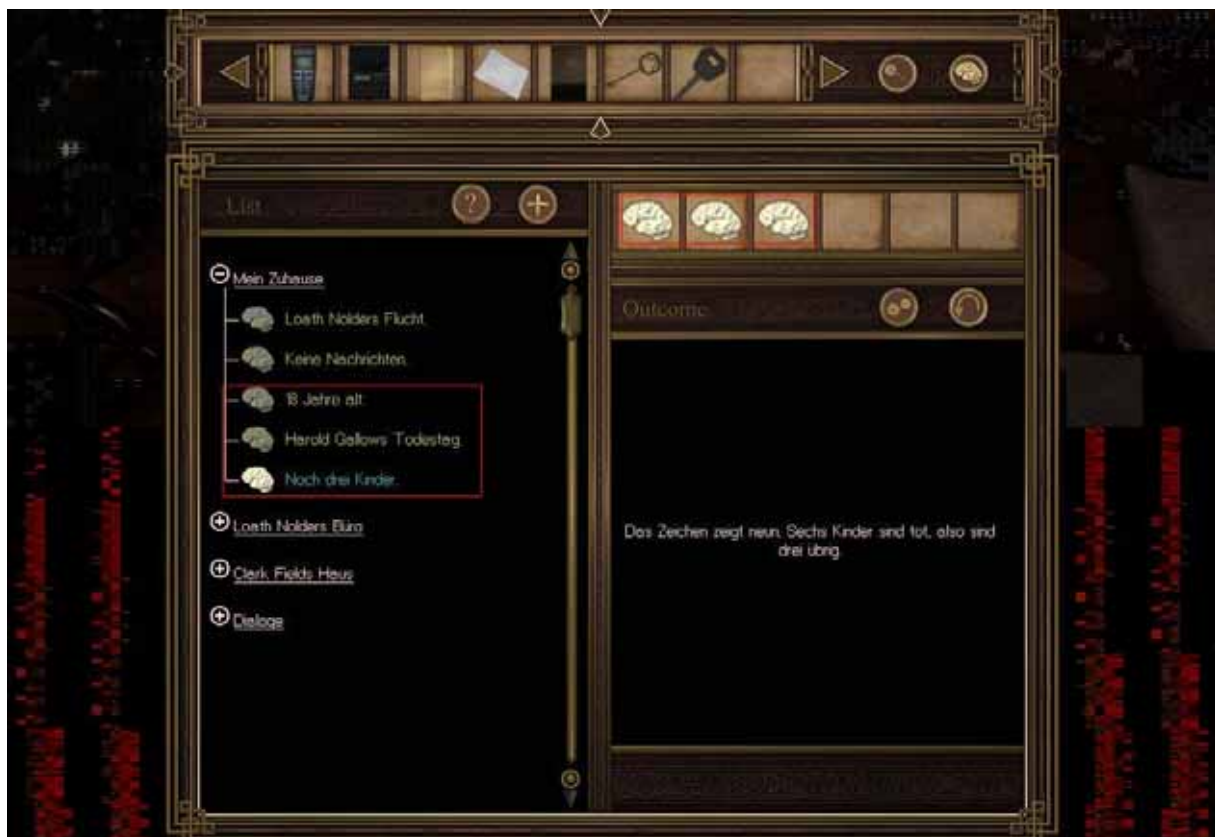 List
?
+
Mein Zuhause
Loath Nolders Flucht.
Keine Nachrichten.
18 Jahre alt.
Harold Gallows Todestag.
Noch drei Kinder.
Loath Nolders Büro
Clark Fields Haus
Dialoge
Outcome
Das Zeichen zeigt neun. Sechs Kinder sind tot, also sind
drei übrig.